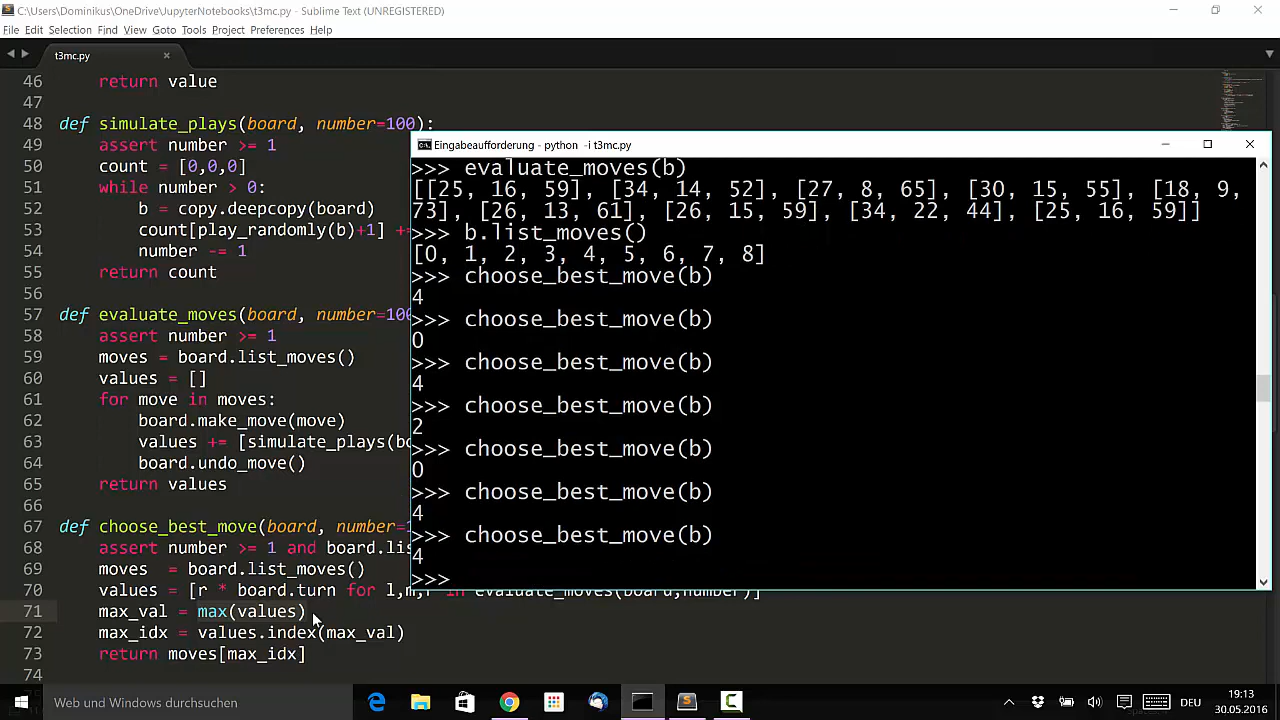 C:\Users\Dominikus\OneDrive\JupyterNotebooks\t3mc.py - Sublime Text (UNREGISTERED)
File Edit Selection Find View Goto Tools Project Preferences Help
t3mc.py
46 return value
47
48 def simulate_plays(board, number=100):
49 assert number >= 1
50 count = [0,0,0]
51 while number > 0:
52 b = copy.deepcopy(board)
53 count[play_randomly(b)+1] +
54 number -= 1
55 return count
56
57 def evaluate_moves(board, number=100
58 assert number >= 1
59 moves = board.list_moves()
60 values = []
61 for move in moves:
62 board.make_move(move)
63 values += [simulate_plays(bo
64 board.undo_move()
65 return values
66
67 def choose_best_move(board, number=1
68 assert number >= 1 and board.lis
69 moves = board.list_moves()
70 values = [r * board.turn for l,m,r in evaluate_moves(board,number)]
71 max_val = max(values)
72 max_idx = values.index(max_val)
73 return moves[max_idx]
74
Eingabeaufforderung - python -i t3mc.py
>>> evaluate_moves(b)
[[25, 16, 59], [34, 14, 52], [27, 8, 65], [30, 15, 55], [18, 9,
73], [26, 13, 61], [26, 15, 59], [34, 22, 44], [25, 16, 59]]
>>> b.list_moves()
[0, 1, 2, 3, 4, 5, 6, 7, 8]
>>> choose_best_move(b)
4
>>> choose_best_move(b)
0
>>> choose_best_move(b)
4
>>> choose_best_move(b)
2
>>> choose_best_move(b)
0
>>> choose_best_move(b)
4
>>> choose_best_move(b)
4
>>>
Web und Windows durchsuchen
DEU
19:13
30.05.2016